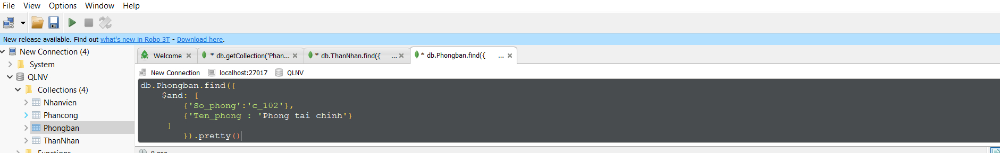 File View Options Window Help
New release available. Find out what's new in Robo 3T - Download here.
New Connection (4)
System
QLNV
Collections (4)
Nhanvien
Phancong
Phongban
ThanNhan
Functions
Welcome
* db.getCollection('Phan...
* db.ThanNhan.find({ ...
* db.Phongban.find({ ...
New Connection localhost:27017 QLNV
db.Phongban.find({
$and: [
{'So_phong':'c_102'},
{'Ten_phong : 'Phong tai chinh'}
]
}).pretty()
0 sec